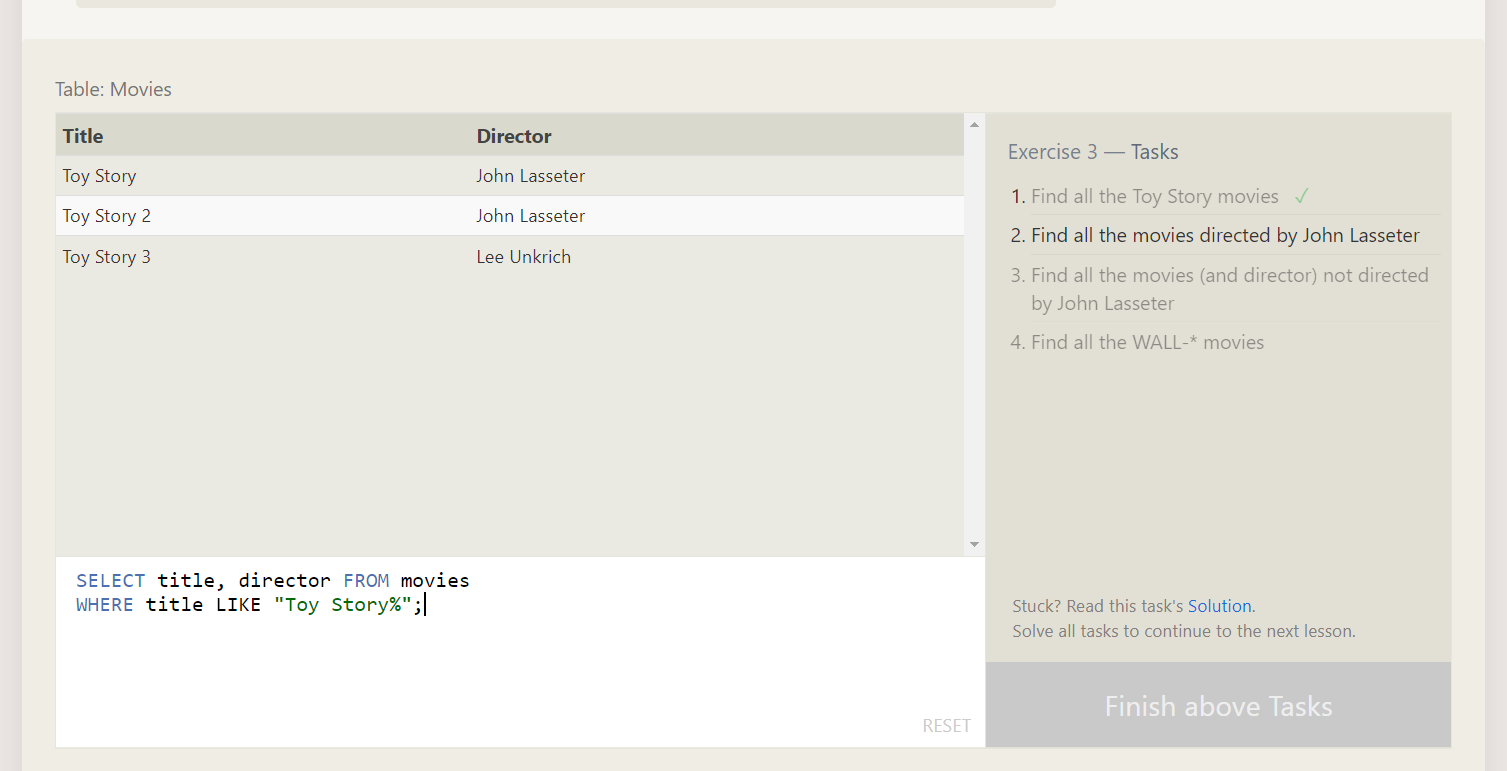 Table: Movies
Title Director
Toy Story John Lasseter
Toy Story 2 John Lasseter
Toy Story 3 Lee Unkrich
SELECT title, director FROM movies
WHERE title LIKE "Toy Story%";
RESET
Exercise 3 — Tasks
1. Find all the Toy Story movies ✓
2. Find all the movies directed by John Lasseter
3. Find all the movies (and director) not directed
by John Lasseter
4. Find all the WALL-* movies
Stuck? Read this task's Solution.
Solve all tasks to continue to the next lesson.
Finish above Tasks